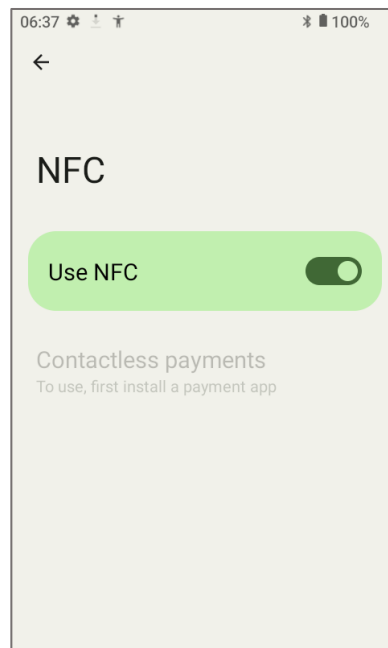 06:37 100%
NFC
Use NFC
Contactless payments
To use, first install a payment app